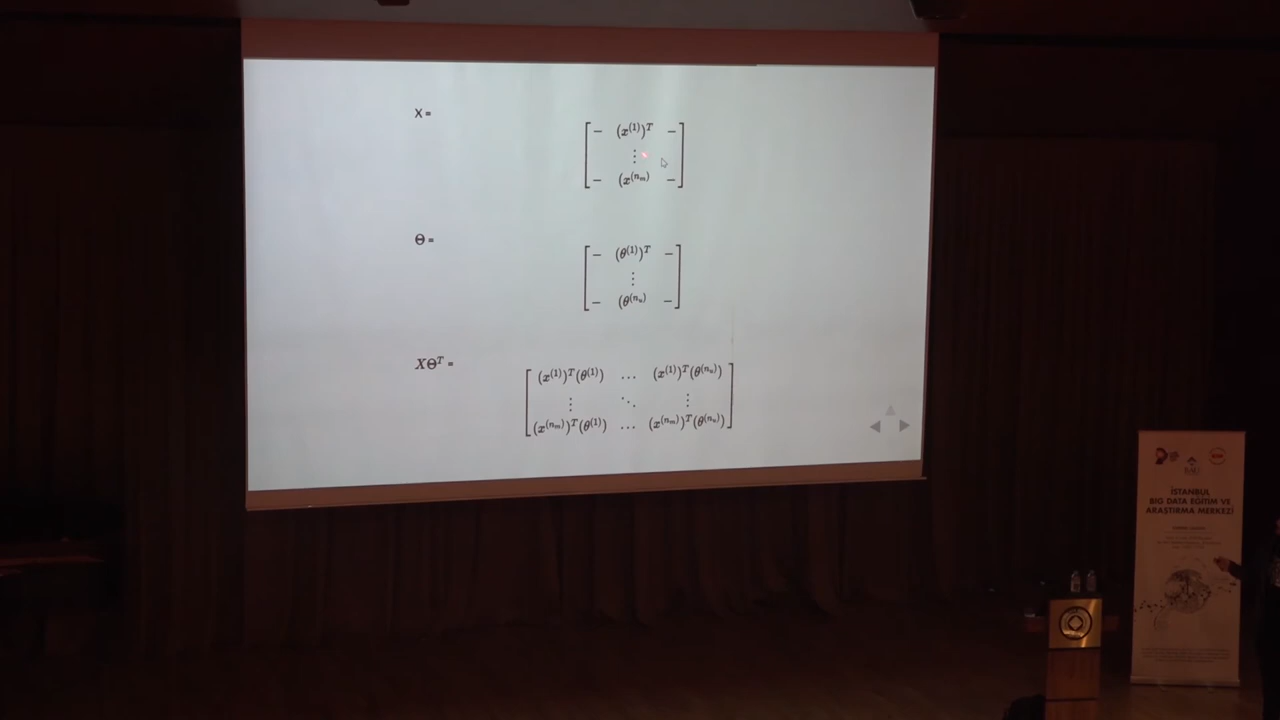 X =
− (x^(1))^T −
⋮
− (x^(n_m) −
Θ =
− (θ^(1))^T −
⋮
− (θ^(n_u) −
XΘ^T =
(x^(1))^T(θ^(1)) … (x^(1))^T(θ^(n_u))
⋮ ⋱ ⋮
(x^(n_m))^T(θ^(1)) … (x^(n_m))^T(θ^(n_u))
BAU
İSTANBUL
BIG DATA EĞİTİM VE
ARAŞTIRMA MERKEZİ